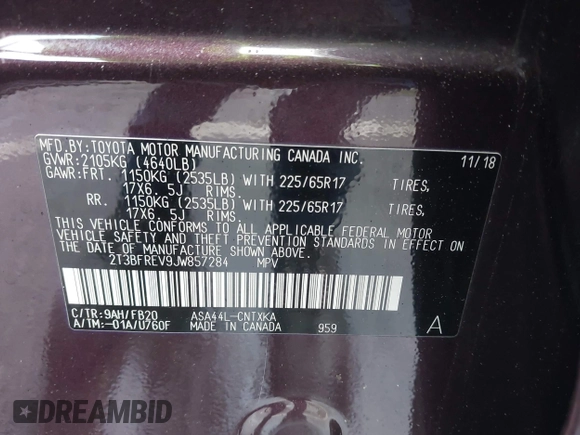 MFD.BY:TOYOTA MOTOR MANUFACTURING CANADA INC. 11/18
GVWR:2105KG (4640LB)
GAWR:FRT. 1150KG (2535LB) WITH 225/65R17 TIRES,
17X6. 5J RIMS.
RR. 1150KG (2535LB) WITH 225/65R17 TIRES,
17X6. 5J RIMS.
THIS VEHICLE CONFORMS TO ALL APPLICABLE FEDERAL MOTOR
VEHICLE SAFETY AND THEFT PREVENTION STANDARDS IN EFFECT ON
THE DATE OF MANUFACTURE SHOWN ABOVE.
2T3BFREV9JW857284 MPV
C/TR:9AH/FB20 ASA44L-CNTXKA
A/TM:-01A/U760F MADE IN CANADA 959 A
DREAMBID